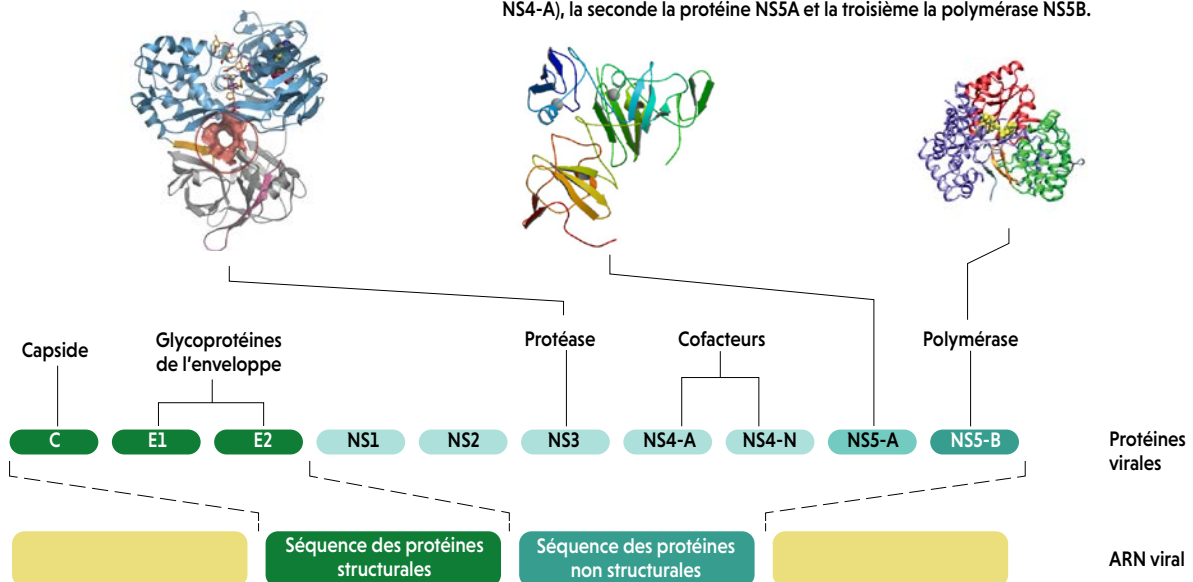 NS4-A), la seconde la protéine NS5A et la troisième la polymérase NS5B.
Capside
Glycoprotéines
de l'enveloppe
Protéase
Cofacteurs
Polymérase
C
E1
E2
NS1
NS2
NS3
NS4-A
NS4-N
NS5-A
NS5-B
Protéines
virales
Séquence des protéines
structurales
Séquence des protéines
non structurales
ARN viral